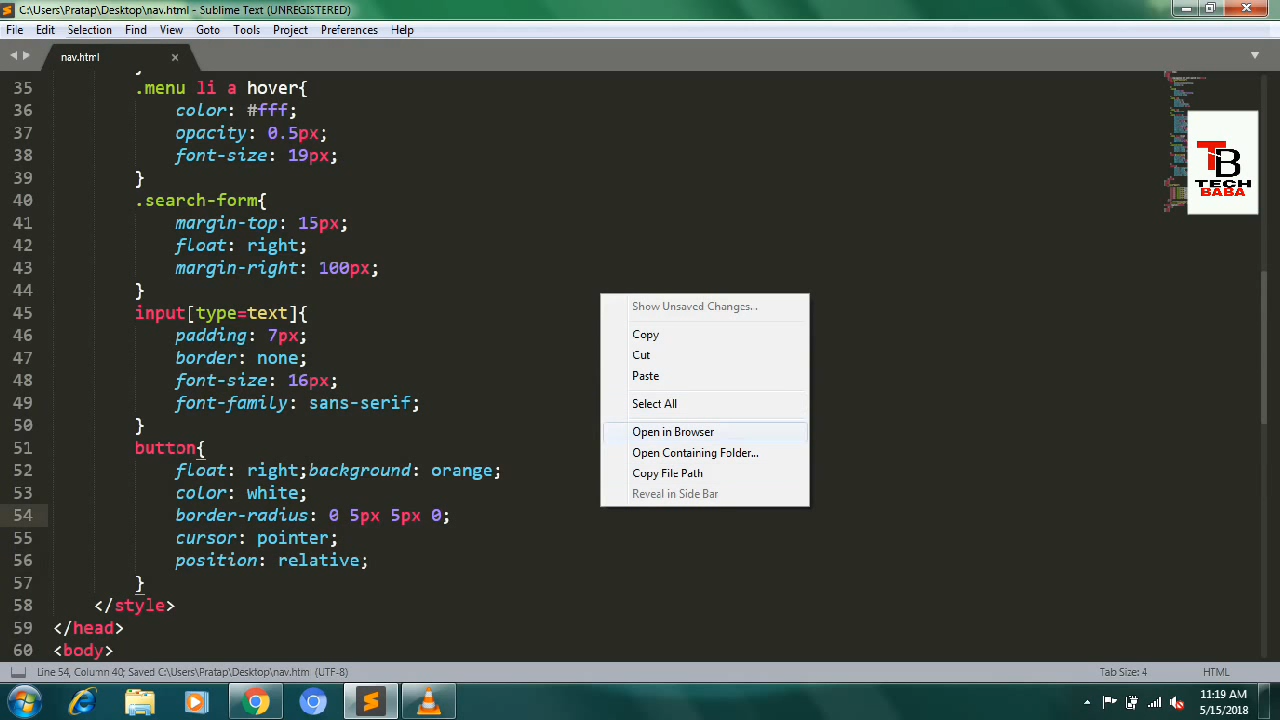 C:\Users\Pratap\Desktop\nav.html - Sublime Text (UNREGISTERED)
File Edit Selection Find View Goto Tools Project Preferences Help
nav.html
35 .menu li a hover{
36 color: #fff;
37 opacity: 0.5px;
38 font-size: 19px;
39 }
40 .search-form{
41 margin-top: 15px;
42 float: right;
43 margin-right: 100px;
44 }
45 input[type=text]{
46 padding: 7px;
47 border: none;
48 font-size: 16px;
49 font-family: sans-serif;
50 }
51 button{
52 float: right;background: orange;
53 color: white;
54 border-radius: 0 5px 5px 0;
55 cursor: pointer;
56 position: relative;
57 }
58 </style>
59 </head>
60 <body>
Show Unsaved Changes...
Copy
Cut
Paste
Select All
Open in Browser
Open Containing Folder...
Copy File Path
Reveal in Side Bar
TB
TECH
BABA
Line 54, Column 40; Saved C:\Users\Pratap\Desktop\nav.html (UTF-8)
Tab Size: 4
HTML
11:19 AM
5/15/2018